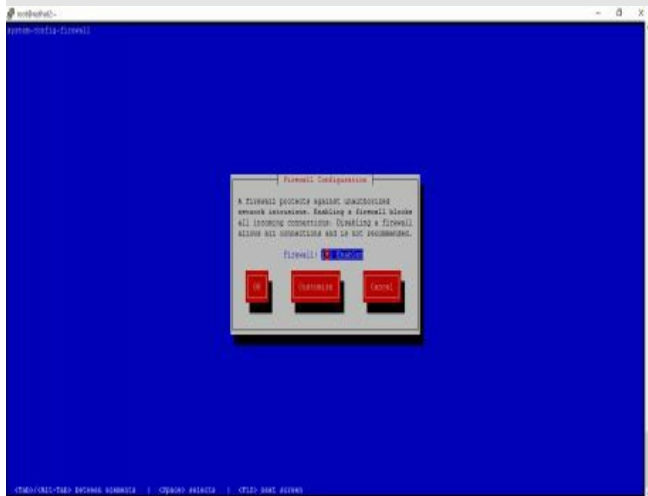 system-config-firewall
Firewall Configuration
A firewall protects against unauthorized
network intrusions. Enabling a firewall blocks
all incoming connections. Disabling a firewall
allows all connections and is not recommended.
Firewall: Enabled
OK Customize Cancel
<Tab>/<Alt-Tab> between elements | <Space> selects | <F12> next screen